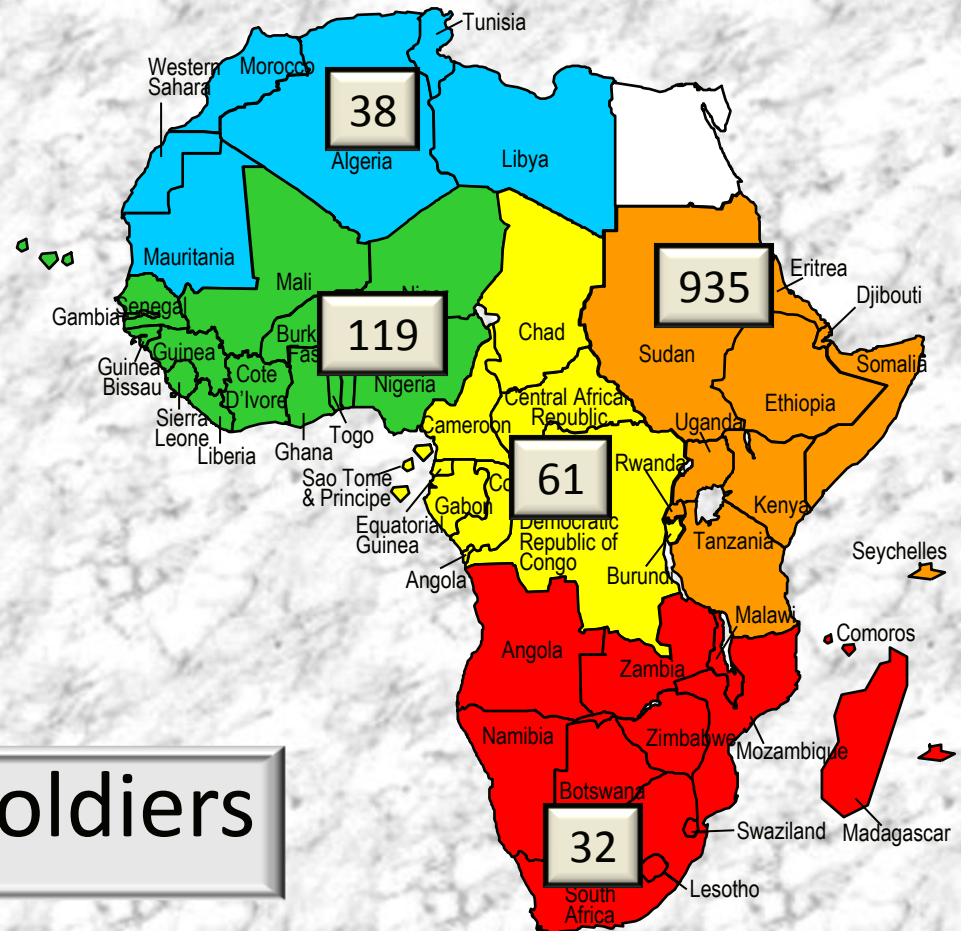 Tunisia
Morocco
Western
Sahara
38
Algeria
Libya
Mauritania
Mali
935
Eritrea
Djibouti
Gambia
Senegal
119
Chad
Sudan
Somalia
Guinea
Guinea
Bissau
Cote
D'Ivore
Nigeria
Ethiopia
Central African
Republic
Cameroon
Uganda
Sierra
Leone
Liberia
Ghana
Togo
Sao Tome
& Principe
61
Rwanda
Kenya
Gabon
Equatorial
Guinea
Democratic
Republic of
Congo
Tanzania
Seychelles
Angola
Burundi
Malawi
Comoros
Angola
Zambia
Namibia
Zimbabwe
Mozambique
Botswana
oldiers
32
Swaziland
Madagascar
Lesotho
South
Africa